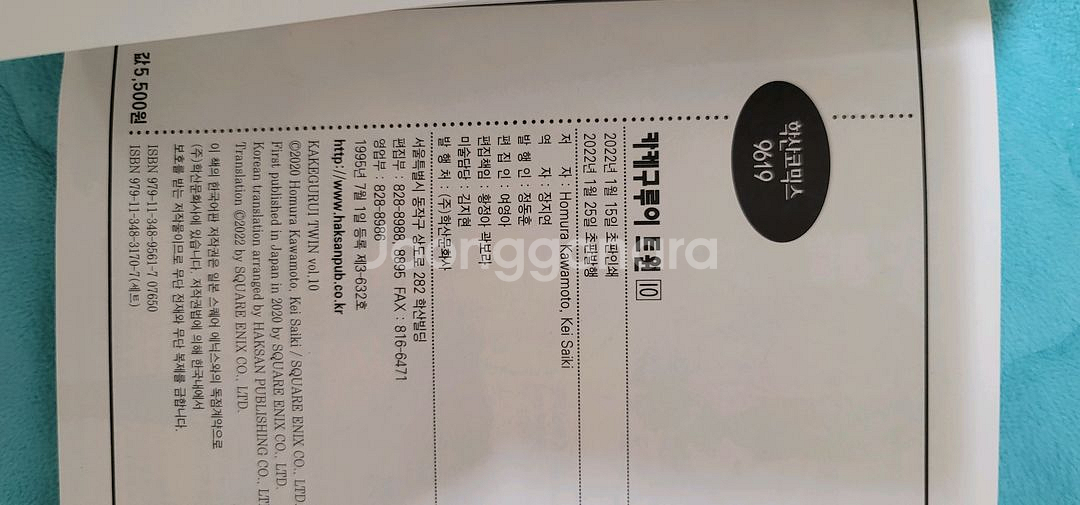 학산코믹스
9619
카케구루이 트윈 10
2022년 1월 15일 초판인쇄
2022년 1월 25일 초판발행
저 자 : Homura Kawamoto, Kei Saiki
역 자 : 장지연
발 행 인 : 정동훈
편 집 인 : 여영아
편집책임 : 황정아 곽보라
미술담당 : 김지현
발 행 처 : (주)학산문화사
서울특별시 동작구 상도로 282 학산빌딩
편집부 : 828-8988, 8895 FAX : 816-6471
영업부 : 828-8986
1995년 7월 1일 등록 제3-632호
http://www.haksanpub.co.kr
KAKEGURUI TWIN vol.10
©2020 Homura Kawamoto, Kei Saiki / SQUARE ENIX CO., LTD.
First published in Japan in 2020 by SQUARE ENIX CO., LTD.
Korean translation arranged by HAKSAN PUBLISHING CO., LT
Translation ©2022 by SQUARE ENIX CO., LTD.
이 책의 한국어판 저작권은 일본 스퀘어 에닉스와의 독점계약으로
(주)학산문화사에 있습니다. 저작권법에 의해 한국내에서
보호를 받는 저작물이므로 무단 전재와 무단 복제를 금합니다.
ISBN 979-11-348-9561-7 07650
ISBN 979-11-348-3170-7(세트)
값 5,500원